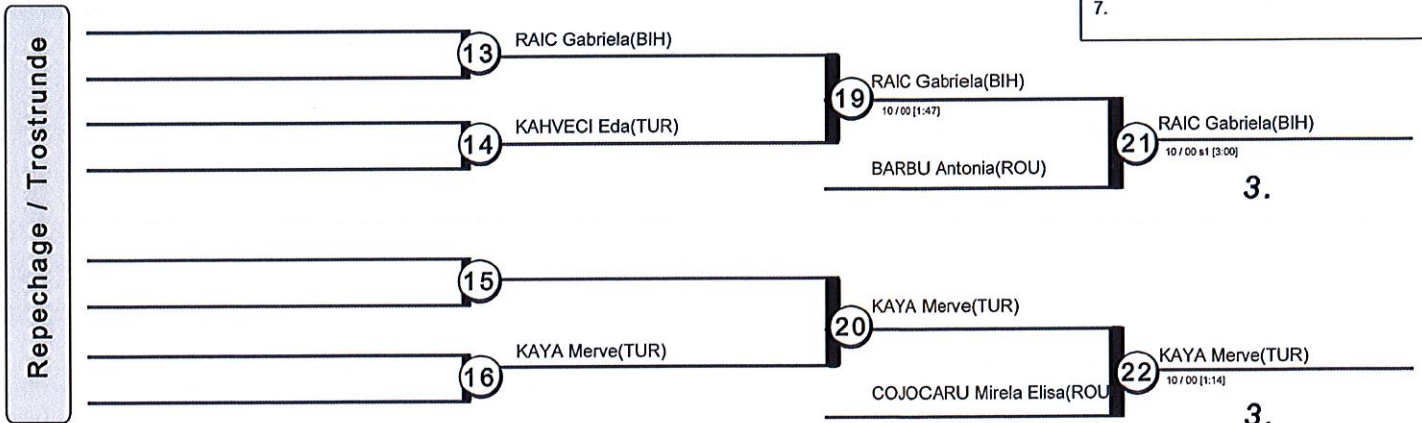 7.
Repechage / Trostrunde
13
RAIC Gabriela(BIH)
19
RAIC Gabriela(BIH)
10 / 00 [1:47]
14
KAHVECI Eda(TUR)
21
RAIC Gabriela(BIH)
10 / 00 s1 [3:00]
BARBU Antonia(ROU)
3.
15
20
KAYA Merve(TUR)
16
KAYA Merve(TUR)
22
KAYA Merve(TUR)
10 / 00 [1:14]
COJOCARU Mirela Elisa(ROU
3.